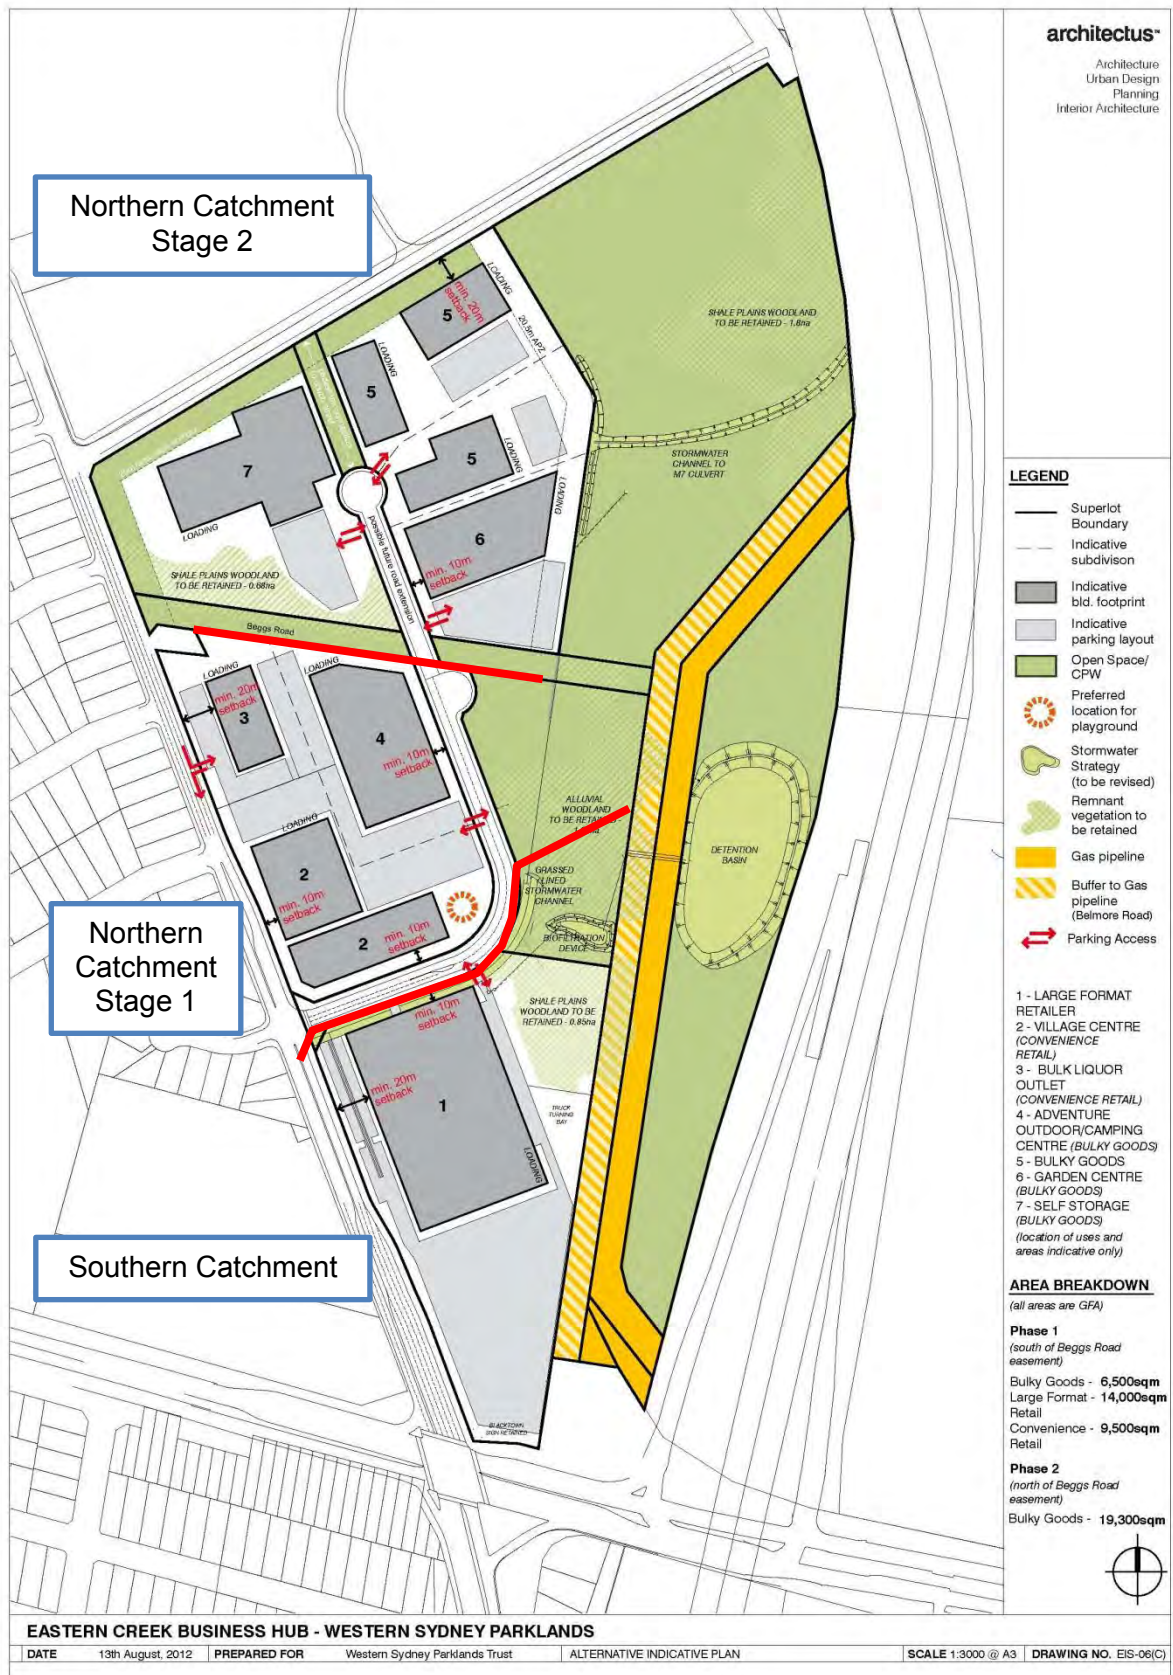 architectus™
Architecture
Urban Design
Planning
Interior Architecture
Northern Catchment
Stage 2
LOADING
min. 20m
setback
5
20.5m APZ
LOADING
5
SHALE PLAINS WOODLAND
TO BE RETAINED - 1.8ha
7
LOADING
5
LOADING
STORMWATER
CHANNEL TO
M7 CULVERT
LOADING
possible future road extension
6
min. 10m
setback
SHALE PLAINS WOODLAND
TO BE RETAINED - 0.68ha
Beggs Road
LOADING
LOADING
min. 20m
setback
3
4
min. 10m
setback
LOADING
ALLUVIAL
WOODLAND
TO BE RETAINED -
DETENTION
BASIN
2
min. 10m
setback
GRASSED
LINED
STORMWATER
CHANNEL
2
min. 10m
setback
BIOFILTRATION
DEVICE
Northern
Catchment
Stage 1
min. 10m
setback
SHALE PLAINS
WOODLAND TO BE
RETAINED - 0.85ha
min. 20m
setback
1
TRUCK
TURNING
BAY
LOADING
Southern Catchment
BLACKTOWN
SIGN RETAINED
LEGEND
Superlot
Boundary
Indicative
subdivison
Indicative
bld. footprint
Indicative
parking layout
Open Space/
CPW
Preferred
location for
playground
Stormwater
Strategy
(to be revised)
Remnant
vegetation to
be retained
Gas pipeline
Buffer to Gas
pipeline
(Belmore Road)
Parking Access
1 - LARGE FORMAT
RETAILER
2 - VILLAGE CENTRE
(CONVENIENCE
RETAIL)
3 - BULK LIQUOR
OUTLET
(CONVENIENCE RETAIL)
4 - ADVENTURE
OUTDOOR/CAMPING
CENTRE (BULKY GOODS)
5 - BULKY GOODS
6 - GARDEN CENTRE
(BULKY GOODS)
7 - SELF STORAGE
(BULKY GOODS)
(location of uses and
areas indicative only)
AREA BREAKDOWN
(all areas are GFA)
Phase 1
(south of Beggs Road
easement)
Bulky Goods - 6,500sqm
Large Format - 14,000sqm
Retail
Convenience - 9,500sqm
Retail
Phase 2
(north of Beggs Road
easement)
Bulky Goods - 19,300sqm
EASTERN CREEK BUSINESS HUB - WESTERN SYDNEY PARKLANDS
DATE 13th August, 2012 PREPARED FOR Western Sydney Parklands Trust ALTERNATIVE INDICATIVE PLAN SCALE 1:3000 @ A3 DRAWING NO. EIS-06(C)